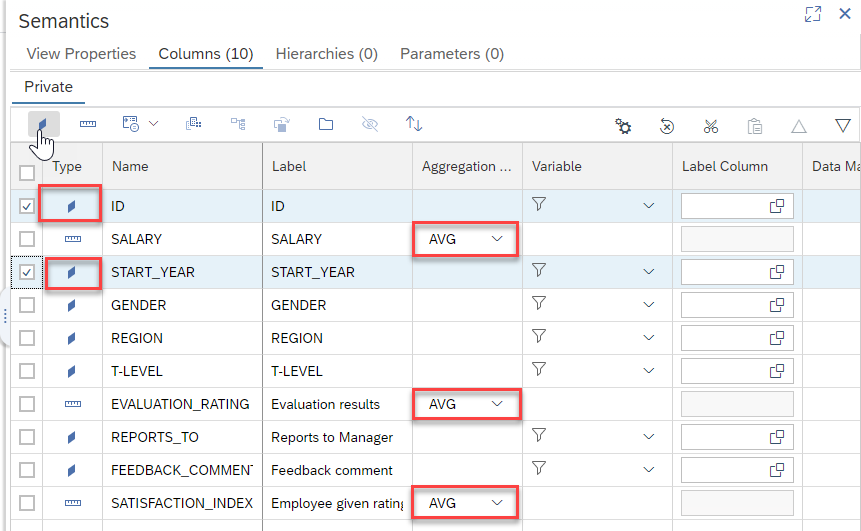 Semantics
View Properties Columns (10) Hierarchies (0) Parameters (0)
Private
Type Name Label Aggregation ... Variable Label Column Data Ma
ID ID
SALARY SALARY AVG
START_YEAR START_YEAR
GENDER GENDER
REGION REGION
T-LEVEL T-LEVEL
EVALUATION_RATING Evaluation results AVG
REPORTS_TO Reports to Manager
FEEDBACK_COMMENT Feedback comment
SATISFACTION_INDEX Employee given rating AVG